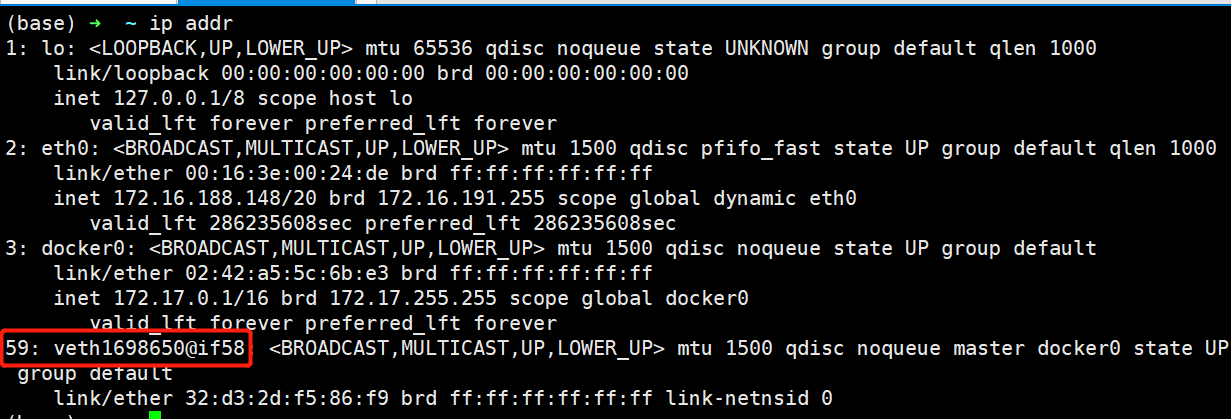 (base) ➜  ~ ip addr
1: lo: <LOOPBACK,UP,LOWER_UP> mtu 65536 qdisc noqueue state UNKNOWN group default qlen 1000
    link/loopback 00:00:00:00:00:00 brd 00:00:00:00:00:00
    inet 127.0.0.1/8 scope host lo
       valid_lft forever preferred_lft forever
2: eth0: <BROADCAST,MULTICAST,UP,LOWER_UP> mtu 1500 qdisc pfifo_fast state UP group default qlen 1000
    link/ether 00:16:3e:00:24:de brd ff:ff:ff:ff:ff:ff
    inet 172.16.188.148/20 brd 172.16.191.255 scope global dynamic eth0
       valid_lft 286235608sec preferred_lft 286235608sec
3: docker0: <BROADCAST,MULTICAST,UP,LOWER_UP> mtu 1500 qdisc noqueue state UP group default
    link/ether 02:42:a5:5c:6b:e3 brd ff:ff:ff:ff:ff:ff
    inet 172.17.0.1/16 brd 172.17.255.255 scope global docker0
       valid_lft forever preferred_lft forever
59: veth1698650@if58: <BROADCAST,MULTICAST,UP,LOWER_UP> mtu 1500 qdisc noqueue master docker0 state UP
 group default
    link/ether 32:d3:2d:f5:86:f9 brd ff:ff:ff:ff:ff:ff link-netnsid 0